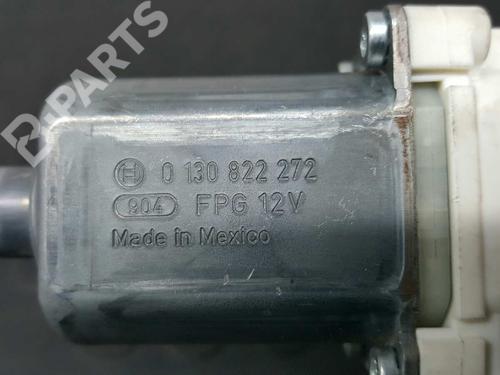 B-PARTS
H 0 130 822 272
904 FPG 12V
Made in Mexico